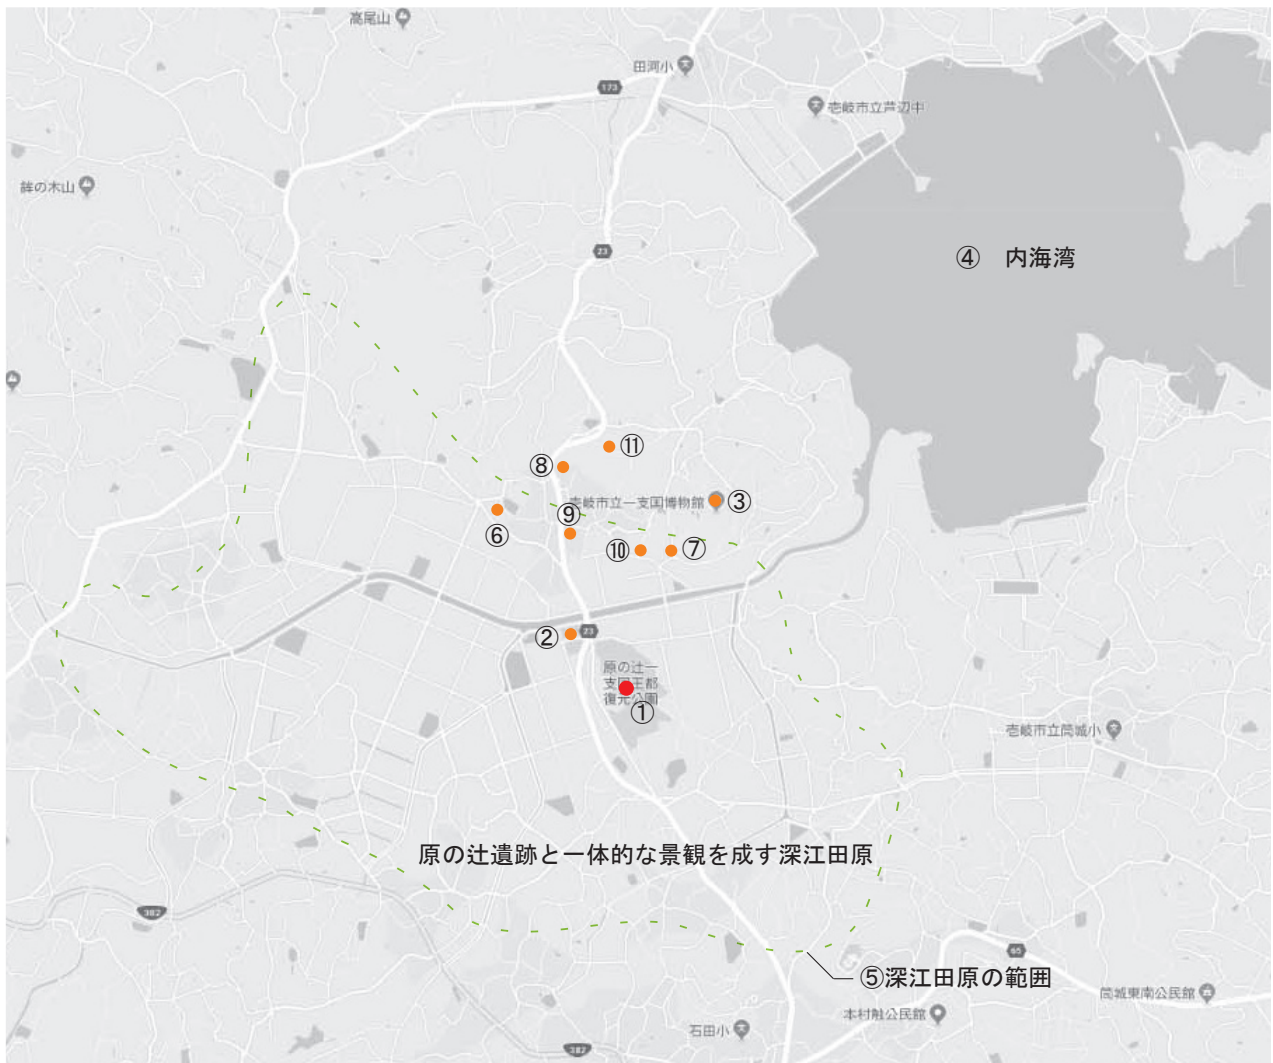 高尾山
田河小
173
壱岐市立芦辺中
鉾の木山
23
④ 内海湾
⑪
⑧
壱岐市立一支国博物館
③
⑨
⑥
⑩
⑦
②
23
原の辻一
支国王都
復元公園
①
壱岐市立筒城小
原の辻遺跡と一体的な景観を成す深江田原
382
65
⑤深江田原の範囲
筒城東南公民館
本村触公民館
石田小
382